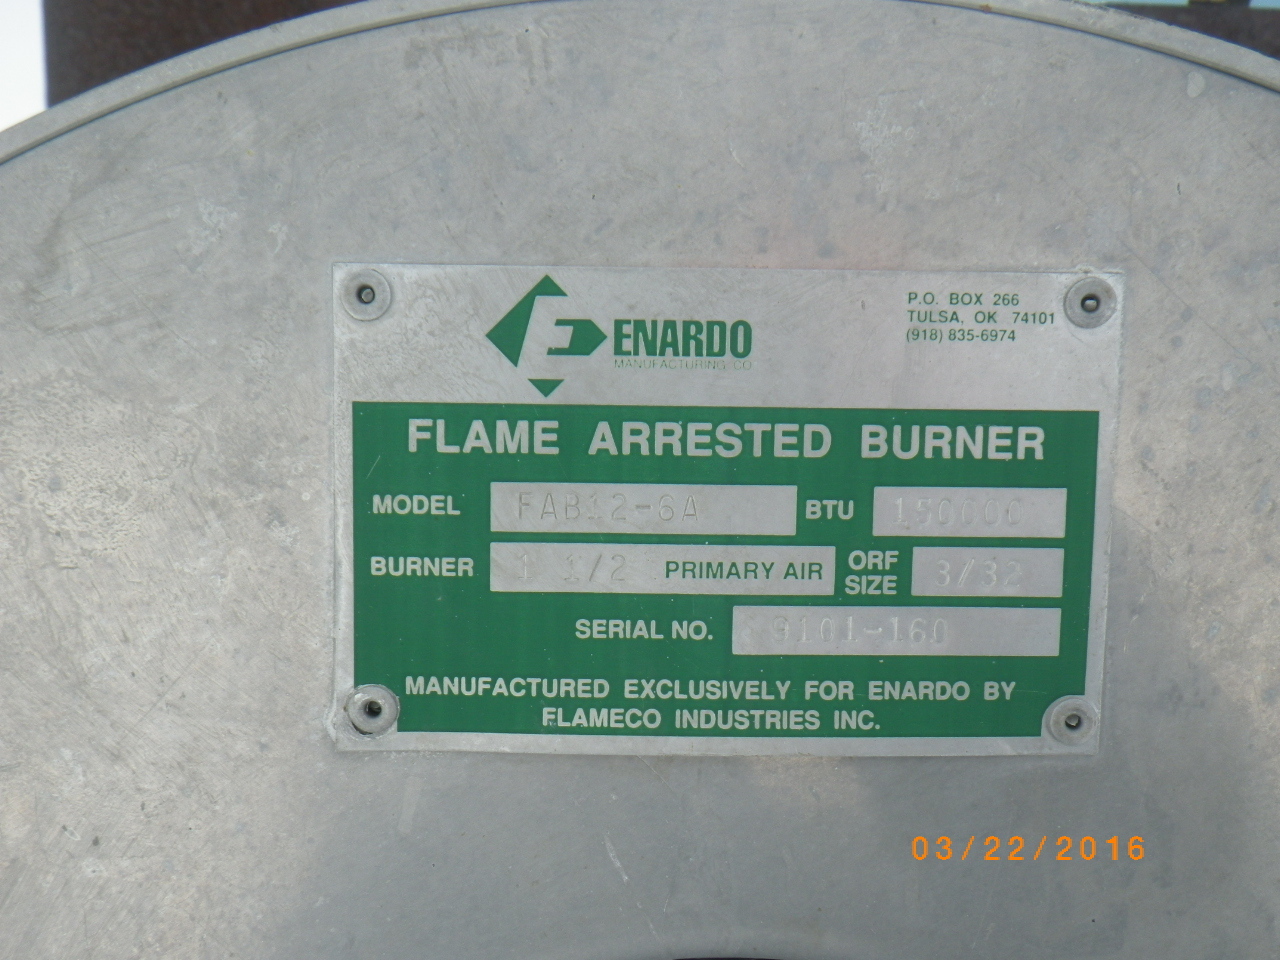 ENARDO
MANUFACTURING CO
P.O. BOX 266
TULSA, OK 74101
(918) 835-6974
FLAME ARRESTED BURNER
MODEL FAB12-6A BTU 150000
BURNER 1 1/2 PRIMARY AIR ORF SIZE 3/32
SERIAL NO. 9101-160
MANUFACTURED EXCLUSIVELY FOR ENARDO BY
FLAMECO INDUSTRIES INC.
03/22/2016